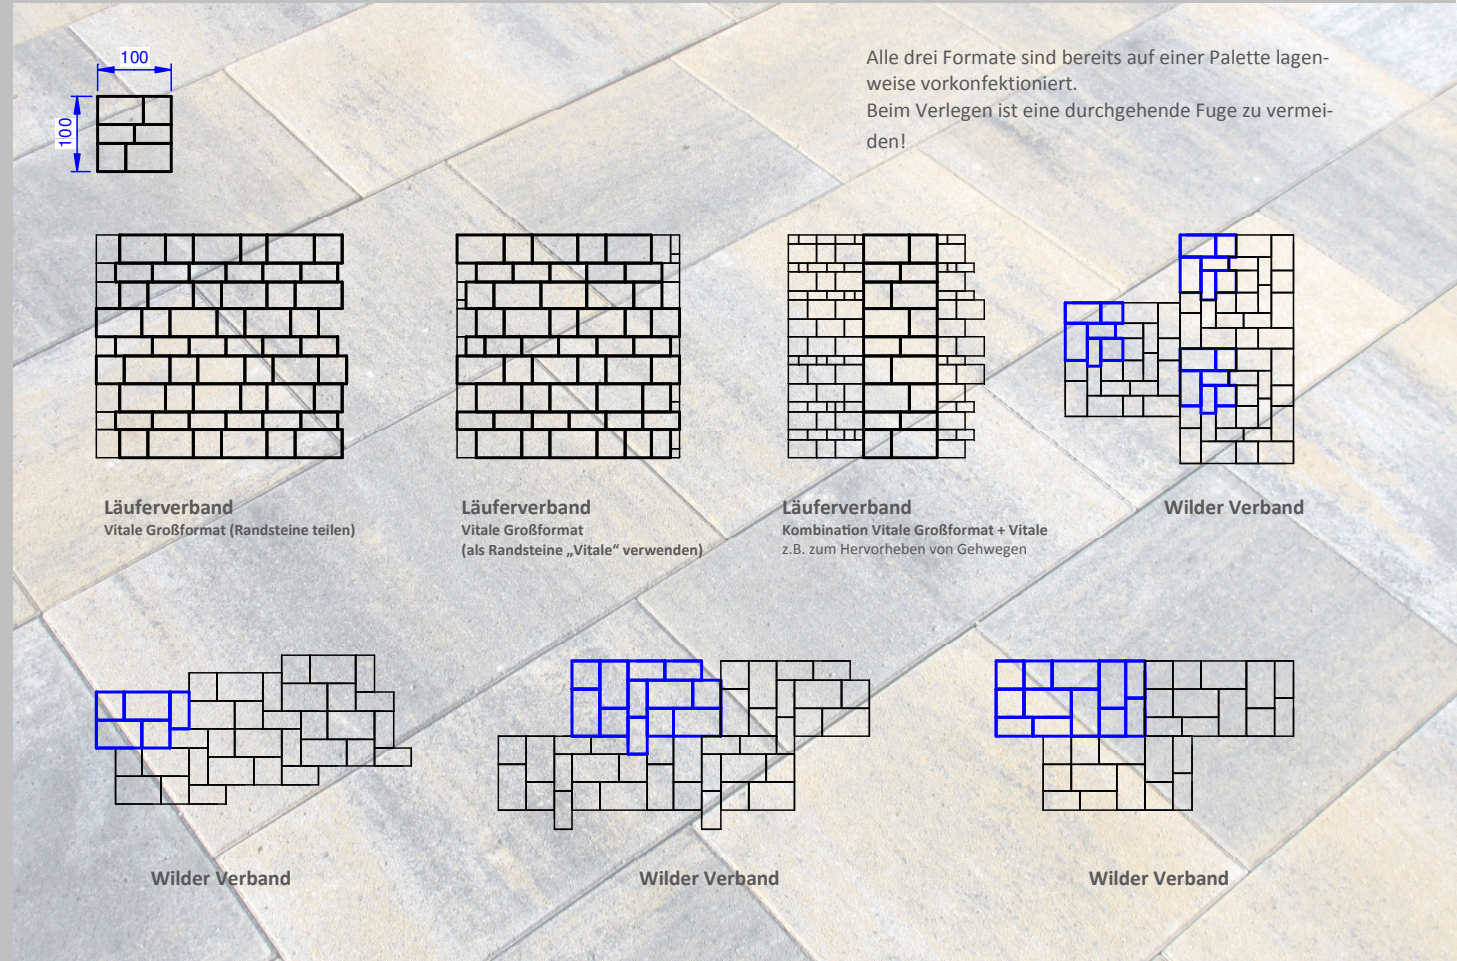 100
100
Alle drei Formate sind bereits auf einer Palette lagen-
weise vorkonfektioniert.
Beim Verlegen ist eine durchgehende Fuge zu vermei-
den!
Läuferverband
Vitale Großformat (Randsteine teilen)
Läuferverband
Vitale Großformat
(als Randsteine „Vitale“ verwenden)
Läuferverband
Kombination Vitale Großformat + Vitale
z.B. zum Hervorheben von Gehwegen
Wilder Verband
Wilder Verband
Wilder Verband
Wilder Verband